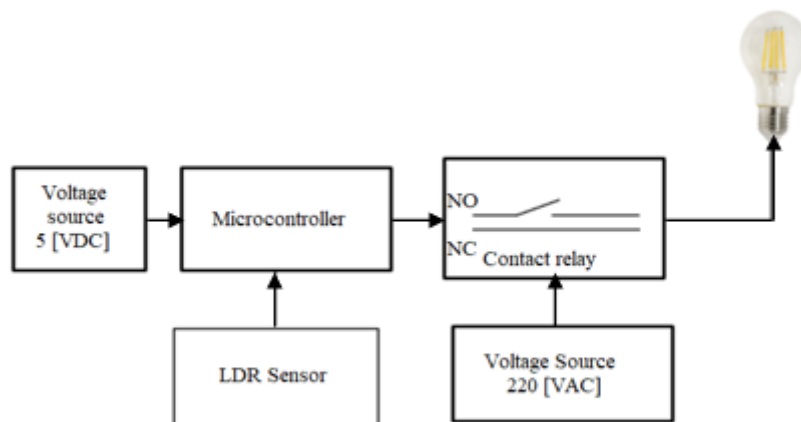 Voltage
source
5 [VDC]
Microcontroller
NO
NC
Contact relay
LDR Sensor
Voltage Source
220 [VAC]